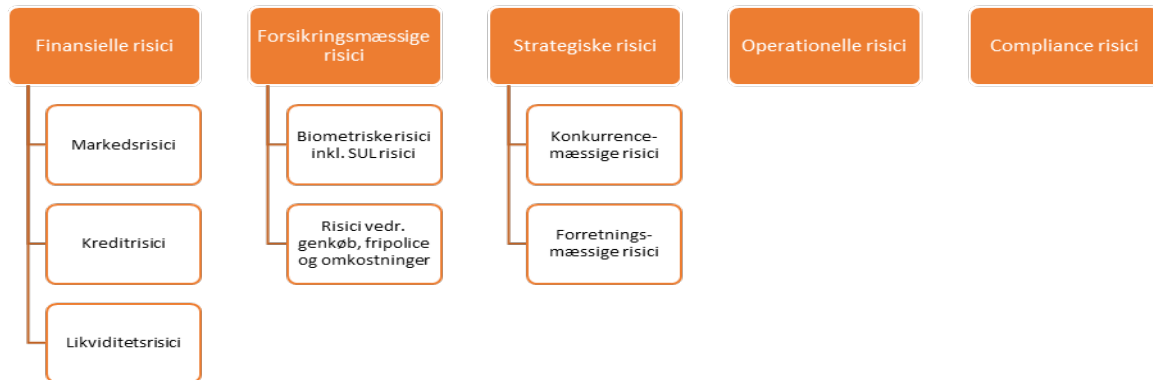 Finansielle risici
Markedsrisici
Kreditrisici
Likviditetsrisici
Forsikringsmæssige
risici
Biometriske risici
inkl. SUL risici
Risici vedr.
genkøb, fripolice
og omkostninger
Strategiske risici
Konkurrence-
mæssige risici
Forretnings-
mæssige risici
Operationelle risici
Compliance risici